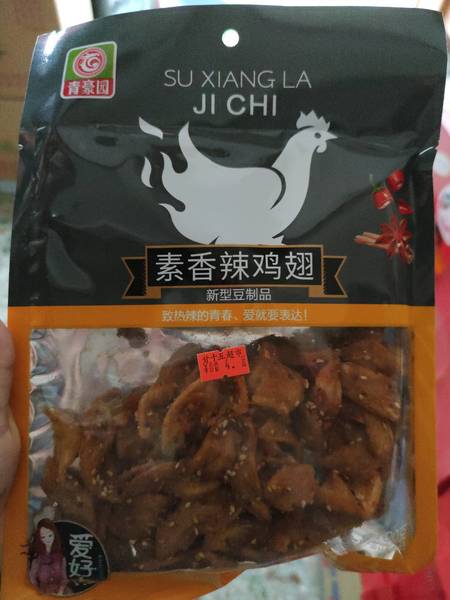 青豪园
SU XIANG LA
JI CHI
素香辣鸡翅
新型豆制品
致热辣的青春、爱就要表达！
爱好